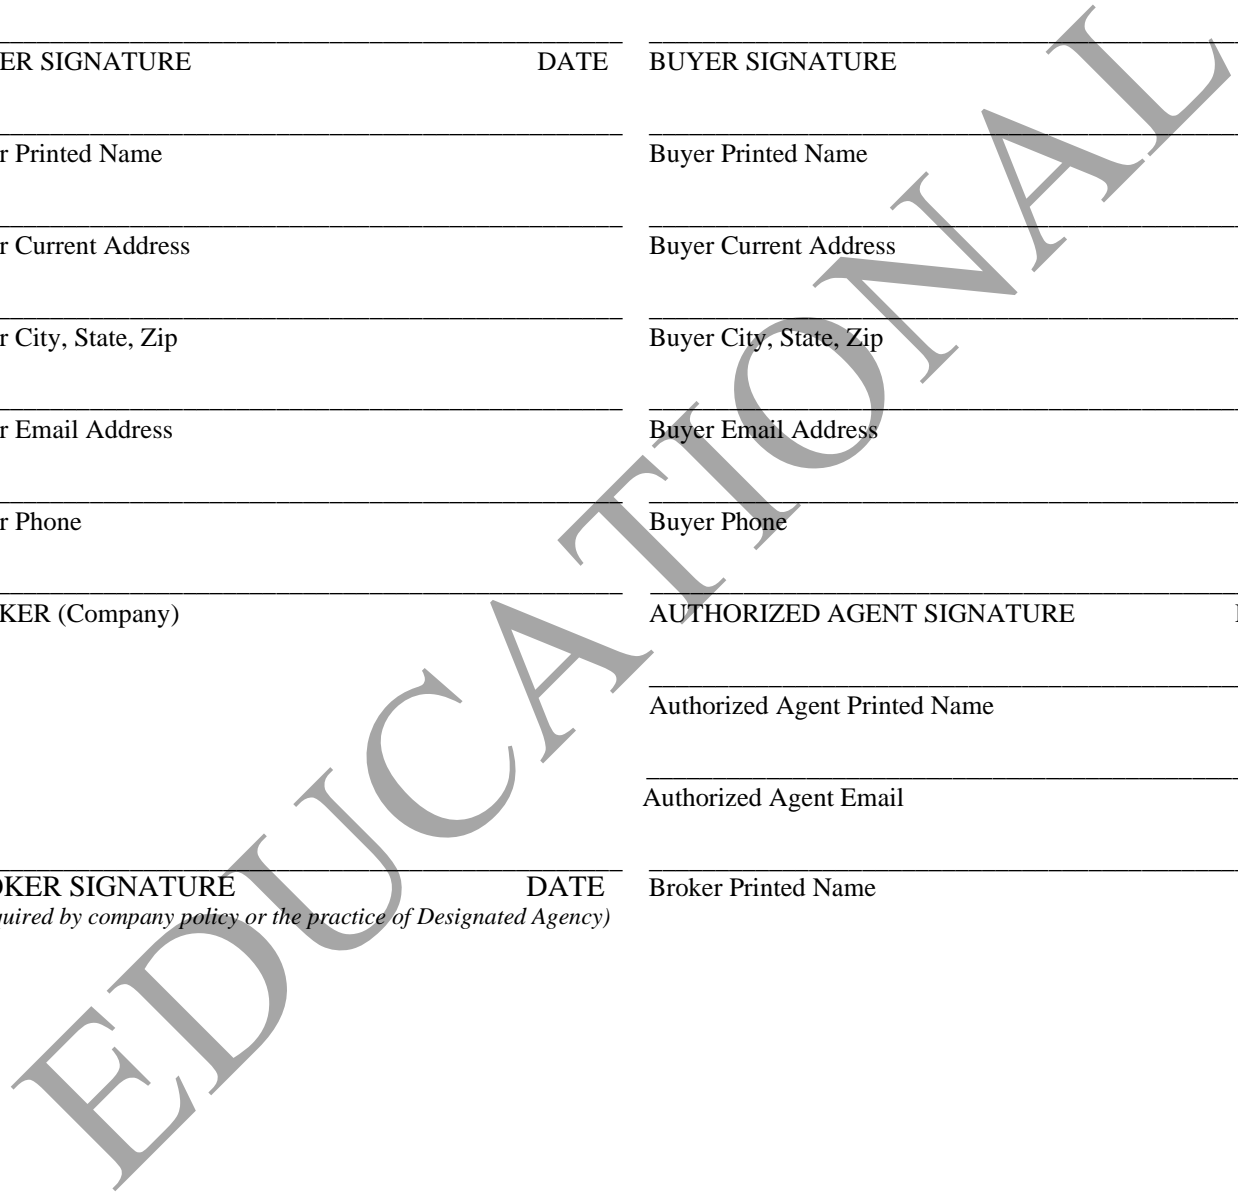 ER SIGNATURE DATE BUYER SIGNATURE
r Printed Name Buyer Printed Name
r Current Address Buyer Current Address
r City, State, Zip Buyer City, State, Zip
r Email Address Buyer Email Address
r Phone Buyer Phone
KER (Company) AUTHORIZED AGENT SIGNATURE
Authorized Agent Printed Name
Authorized Agent Email
OKER SIGNATURE DATE Broker Printed Name
quired by company policy or the practice of Designated Agency)
EDUCATIONAL